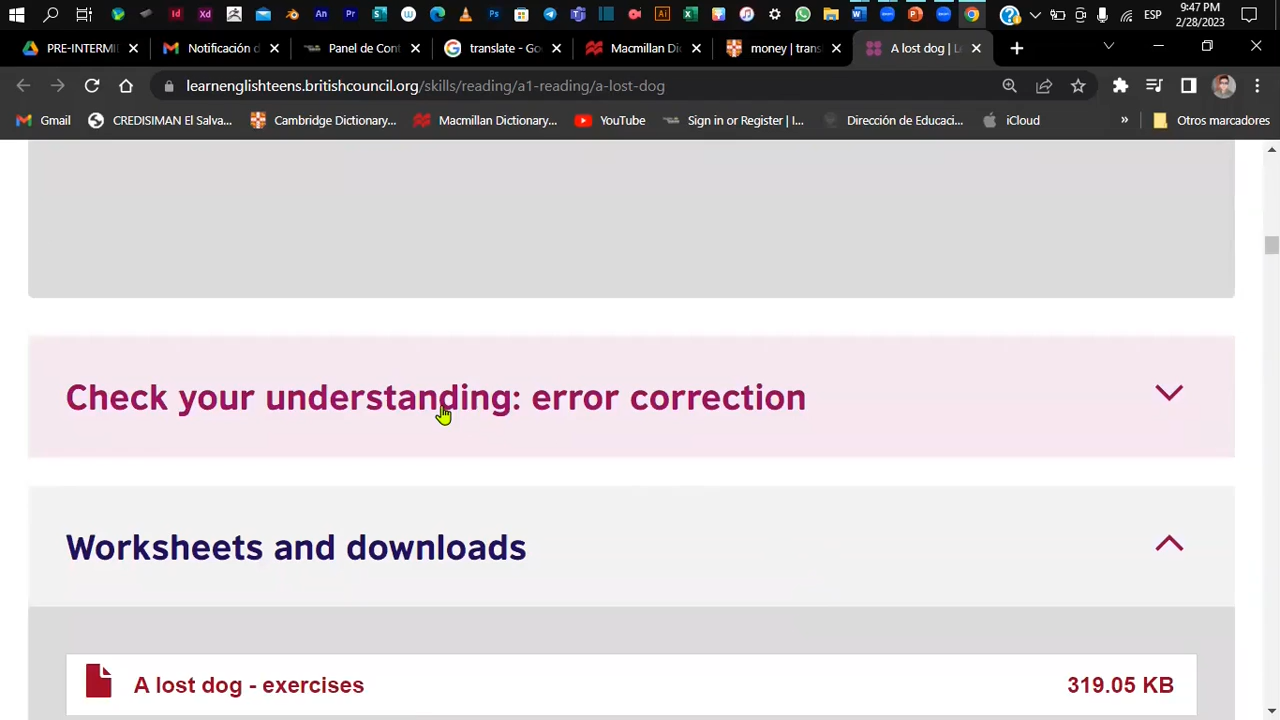 9:47 PM
ESP
2/28/2023
PRE-INTERMI
Notificación d
Panel de Cont
translate - Goo
Macmillan Dic
money | trans
A lost dog | L
learnenglishteens.britishcouncil.org/skills/reading/a1-reading/a-lost-dog
Gmail
CREDISIMAN El Salva...
Cambridge Dictionary...
Macmillan Dictionary,...
YouTube
Sign in or Register | I...
Dirección de Educaci...
iCloud
»
Otros marcadores
Check your understanding: error correction
Worksheets and downloads
A lost dog - exercises
319.05 KB